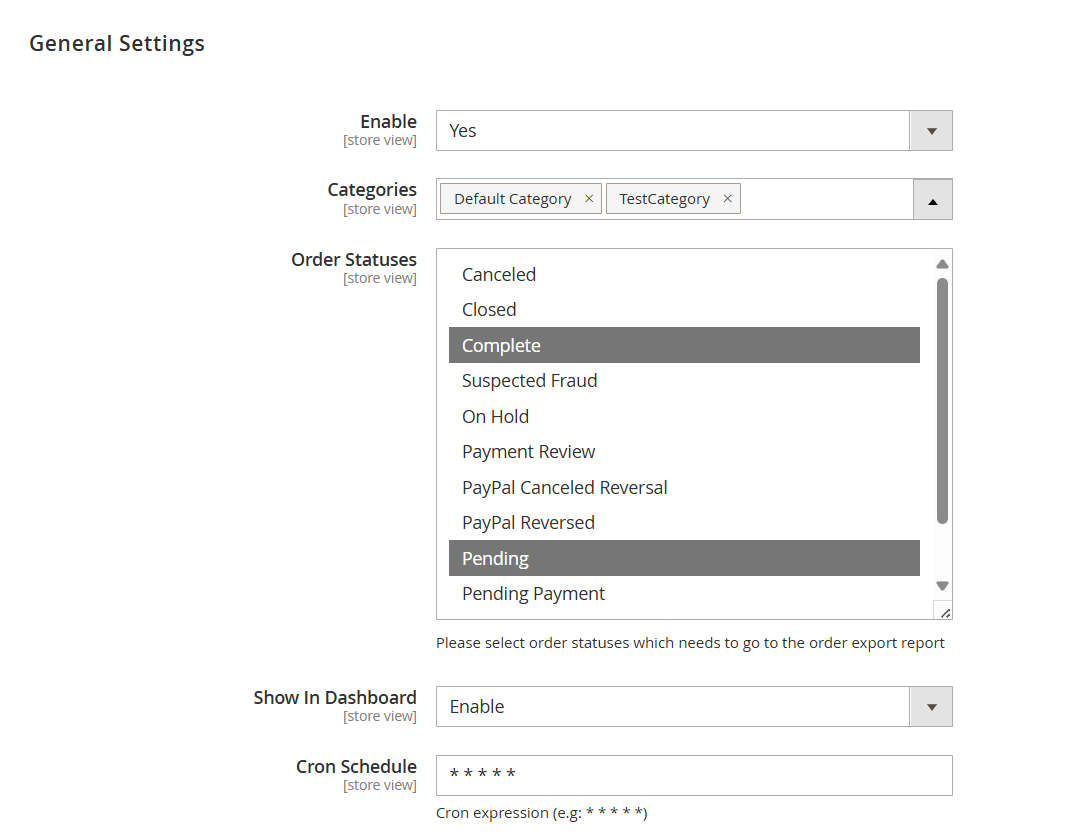 General Settings
Enable
[store view]
Yes
Categories
[store view]
Default Category ×
TestCategory ×
Order Statuses
[store view]
Canceled
Closed
Complete
Suspected Fraud
On Hold
Payment Review
PayPal Canceled Reversal
PayPal Reversed
Pending
Pending Payment
Please select order statuses which needs to go to the order export report
Show In Dashboard
[store view]
Enable
Cron Schedule
[store view]
* * * * *
Cron expression (e.g: * * * * *)